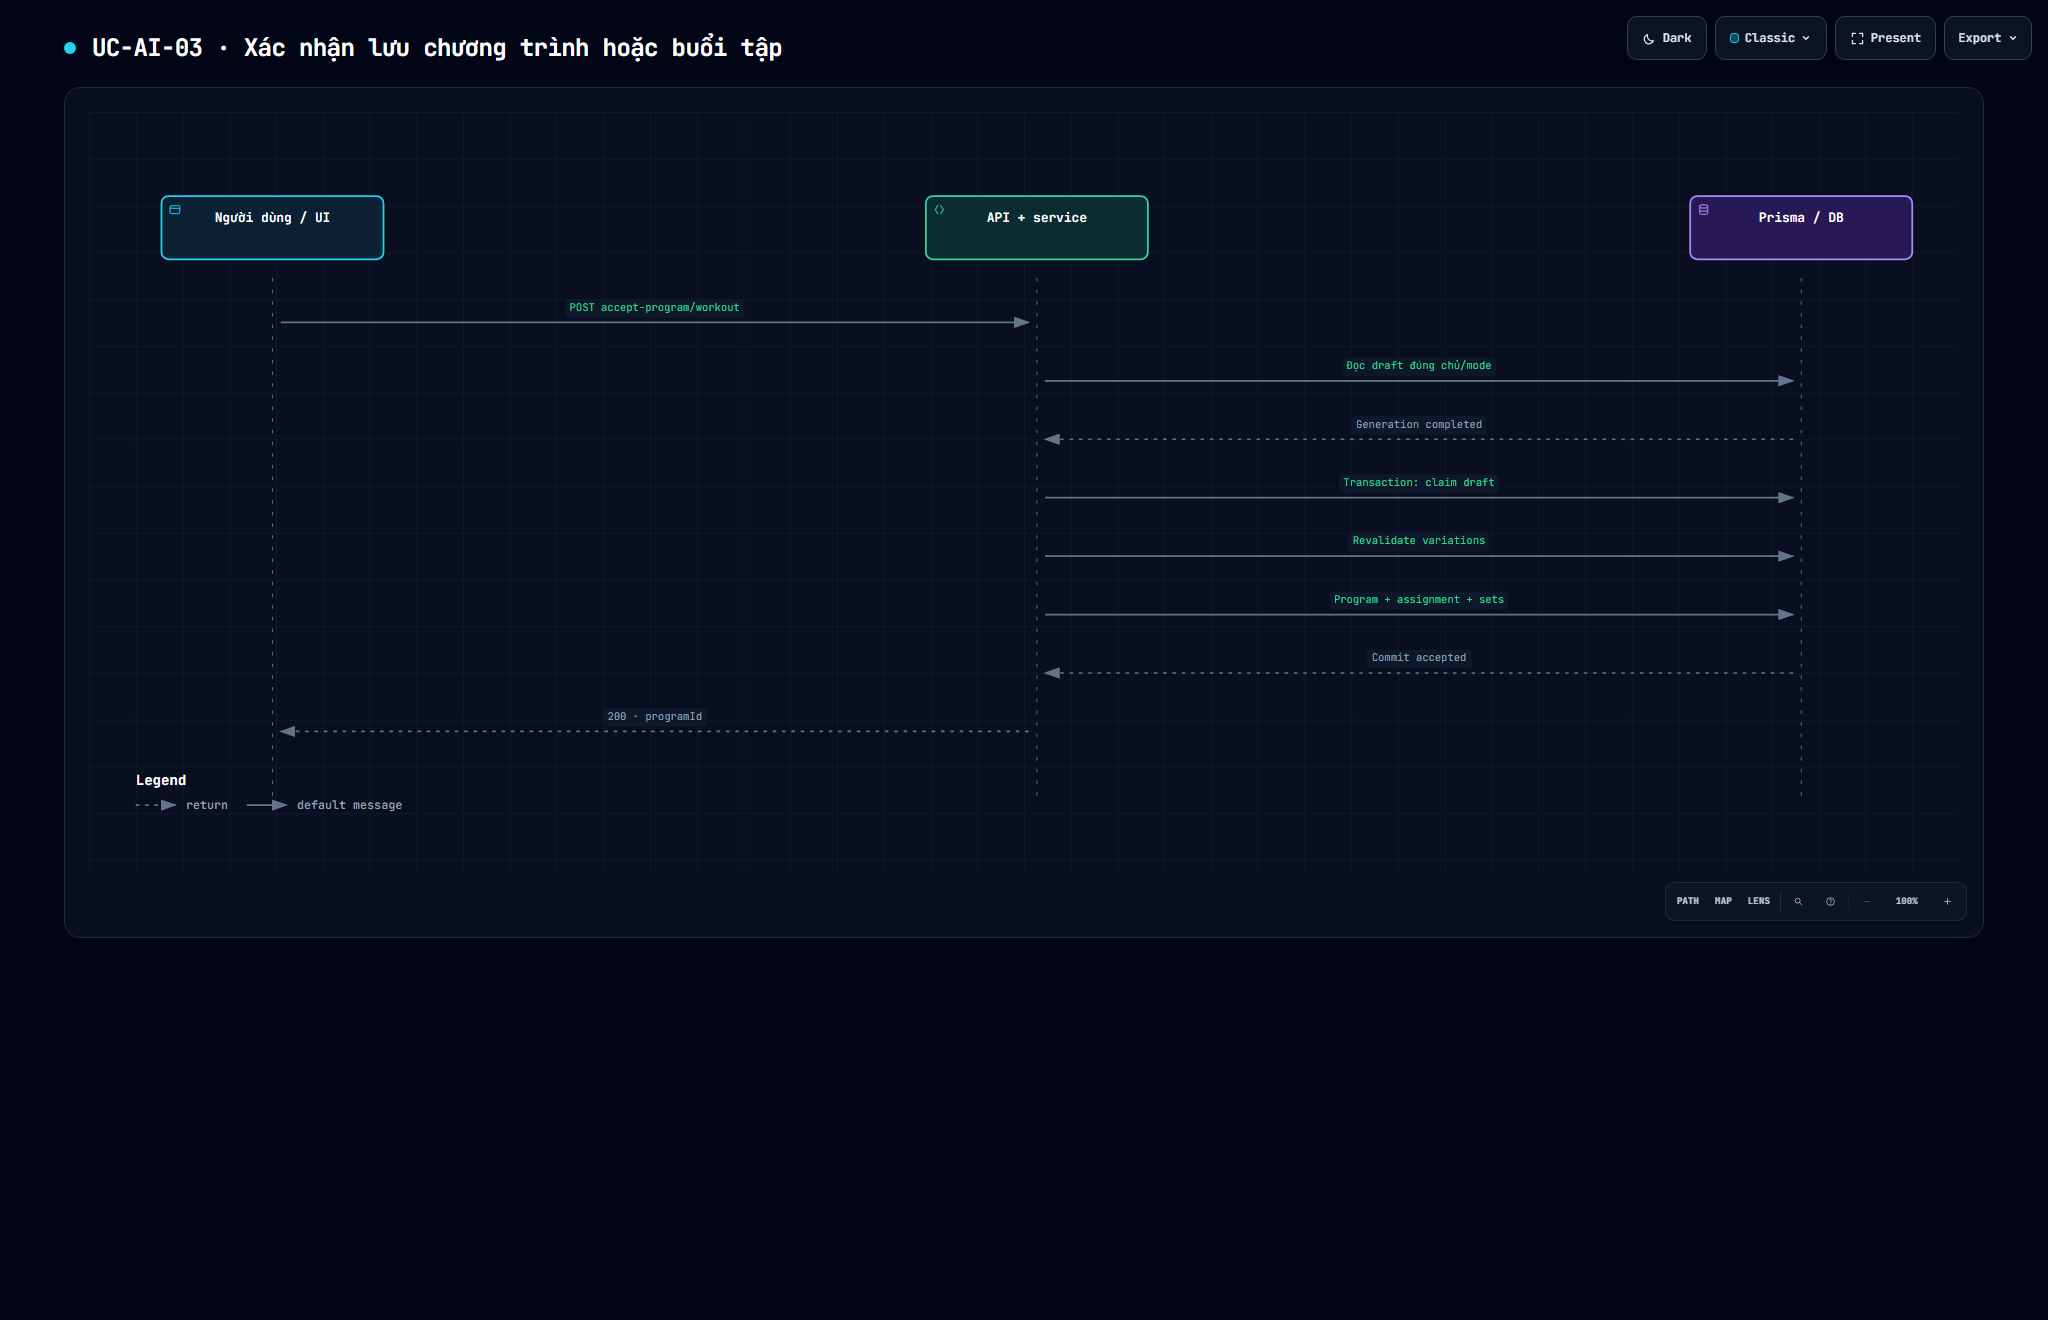 UC-AI-03 · Xác nhận lưu chương trình hoặc buổi tập
Dark
Classic
Present
Export
Người dùng / UI
API + service
Prisma / DB
POST accept-program/workout
Đọc draft đúng chủ/mode
Generation completed
Transaction: claim draft
Revalidate variations
Program + assignment + sets
Commit accepted
200 · programId
Legend
return
default message
PATH MAP LENS − 100% +